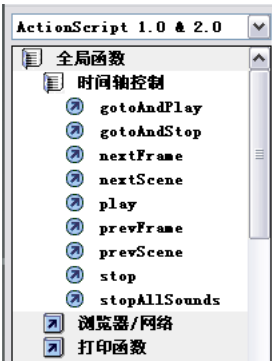 ActionScript 1.0 & 2.0
全局函数
时间轴控制
gotoAndPlay
gotoAndStop
nextFrame
nextScene
play
prevFrame
prevScene
stop
stopAllSounds
浏览器/网络
打印函数